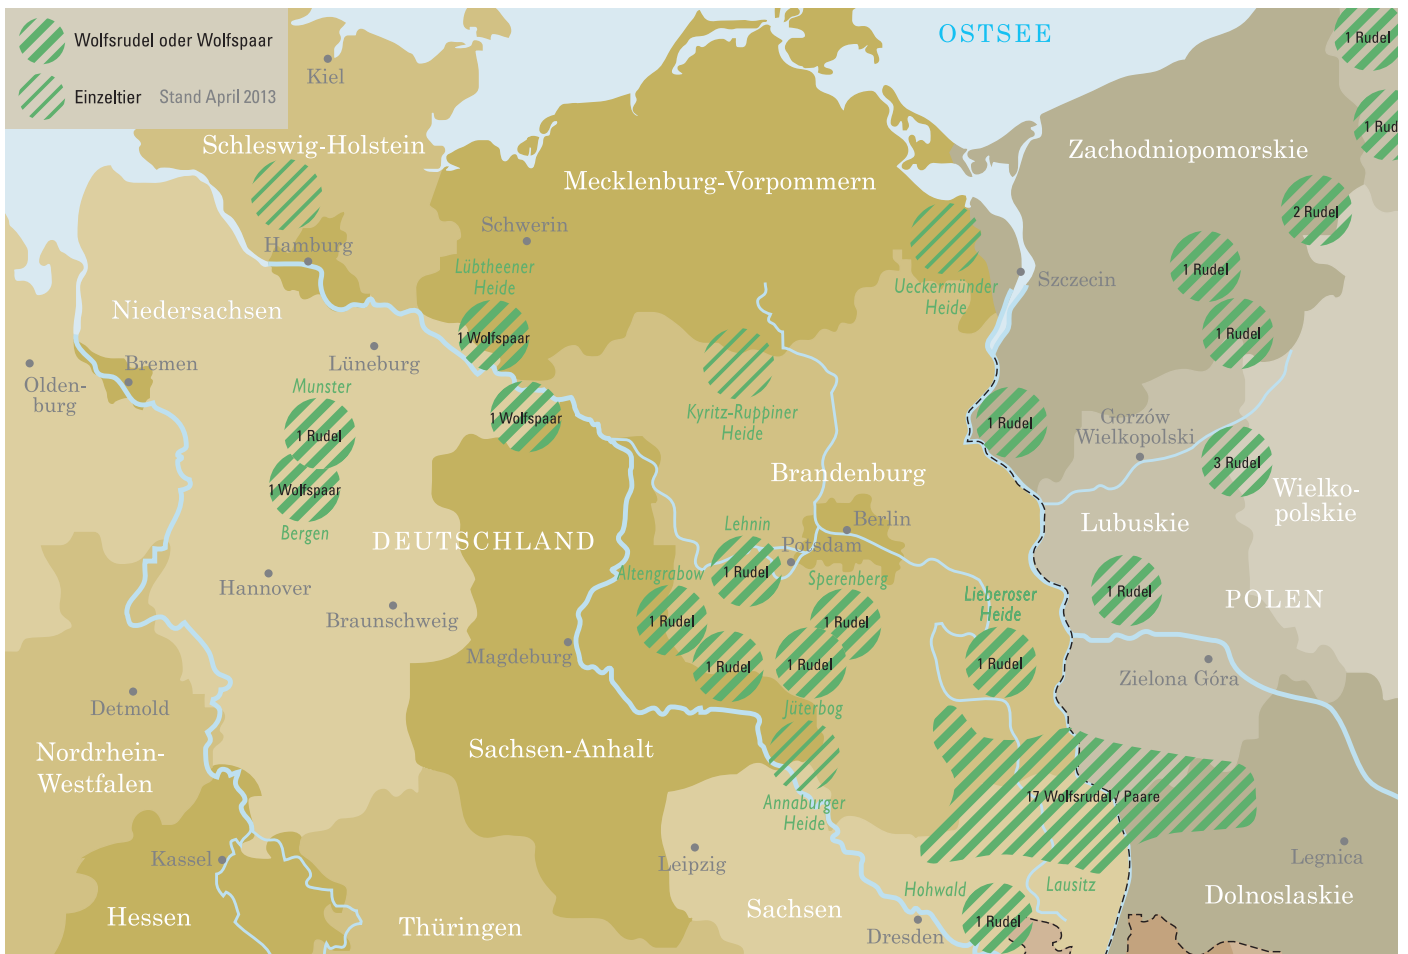 Wolfsrudel oder Wolfspaar
Einzeltier Stand April 2013
OSTSEE
1 Rudel
Kiel
1 Rud
Schleswig-Holstein
Zachodniopomorskie
Mecklenburg-Vorpommern
2 Rudel
Schwerin
Hamburg
Lübtheener
Heide
1 Rudel
Szczecin
Ueckermünder
Heide
Niedersachsen
1 Wolfspaar
1 Rudel
Bremen
Lüneburg
Olden-
burg
Munster
1 Wolfspaar
Kyritz-Ruppiner
Heide
1 Rudel
Gorzów
Wielkopolski
1 Rudel
3 Rudel
Brandenburg
1 Wolfspaar
Wielko-
polskie
Bergen
Lehnin
Berlin
Lubuskie
DEUTSCHLAND
Potsdam
Altengrabow
1 Rudel
Sperenberg
Hannover
Lieberoser
Heide
1 Rudel
POLEN
Braunschweig
1 Rudel
1 Rudel
Magdeburg
1 Rudel
1 Rudel
1 Rudel
Zielona Góra
Detmold
Jüterbog
Nordrhein-
Westfalen
Sachsen-Anhalt
17 Wolfsrudel / Paare
Annaburger
Heide
Kassel
Leipzig
Legnica
Hohwald
Lausitz
Dolnoslaskie
Hessen
Thüringen
Sachsen
Dresden
1 Rudel